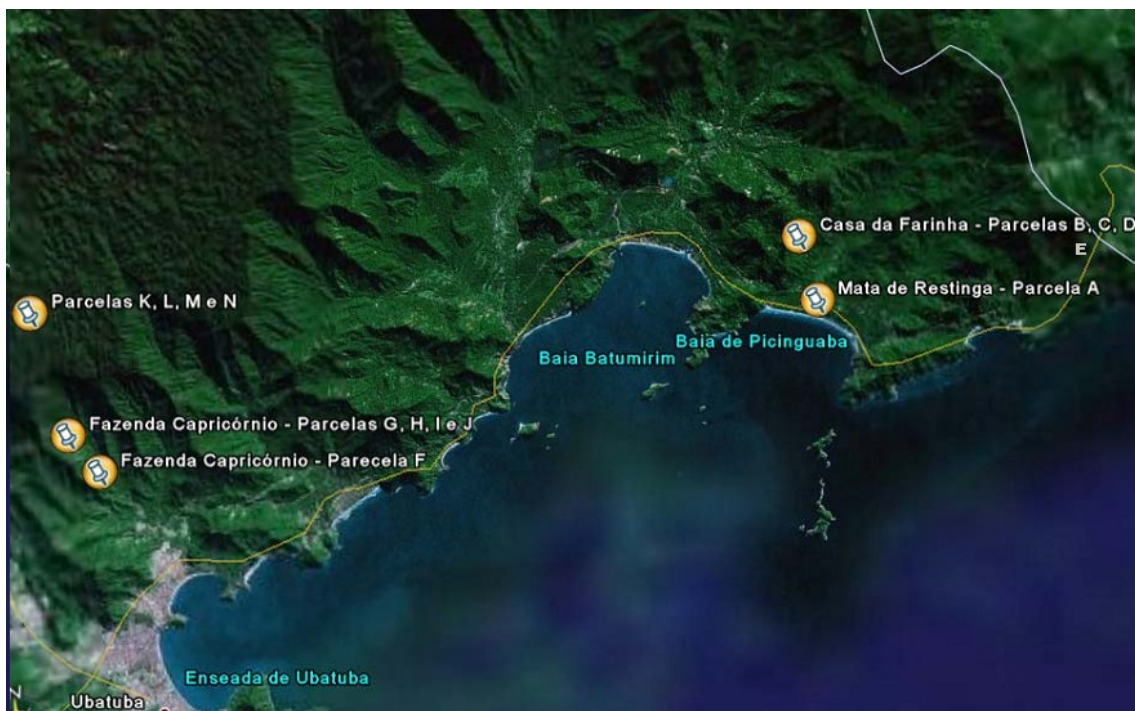 Casa da Farinha - Parcelas B, C, D
E
Mata de Restinga - Parcela A
Parcelas K, L, M e N
Baia de Picinguaba
Baia Batumirim
Fazenda Capricórnio - Parcelas G, H, I e J
Fazenda Capricórnio - Parecela F
Enseada de Ubatuba
N
Ubatuba